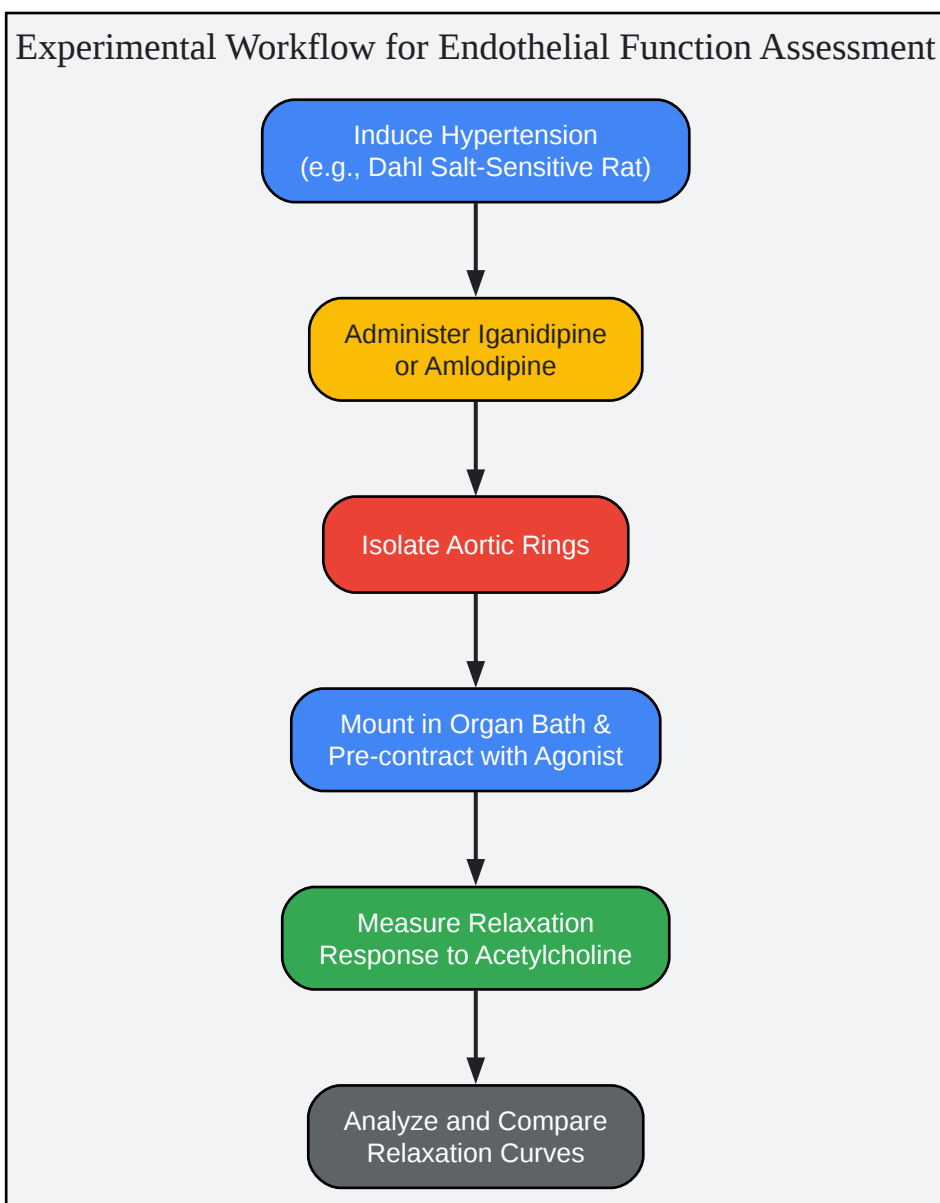 Experimental Workflow for Endothelial Function Assessment
Induce Hypertension
(e.g., Dahl Salt-Sensitive Rat)
Administer Iganidipine
or Amlodipine
Isolate Aortic Rings
Mount in Organ Bath &
Pre-contract with Agonist
Measure Relaxation
Response to Acetylcholine
Analyze and Compare
Relaxation Curves